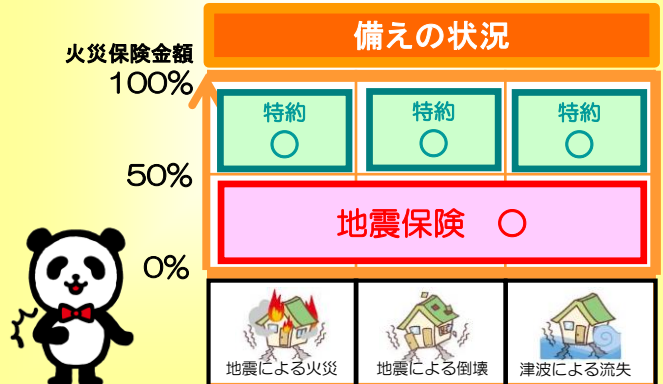 備えの状況
火災保険金額
100%
特約
○
特約
○
特約
○
50%
地震保険 ○
0%
地震による火災
地震による倒壊
津波による流失